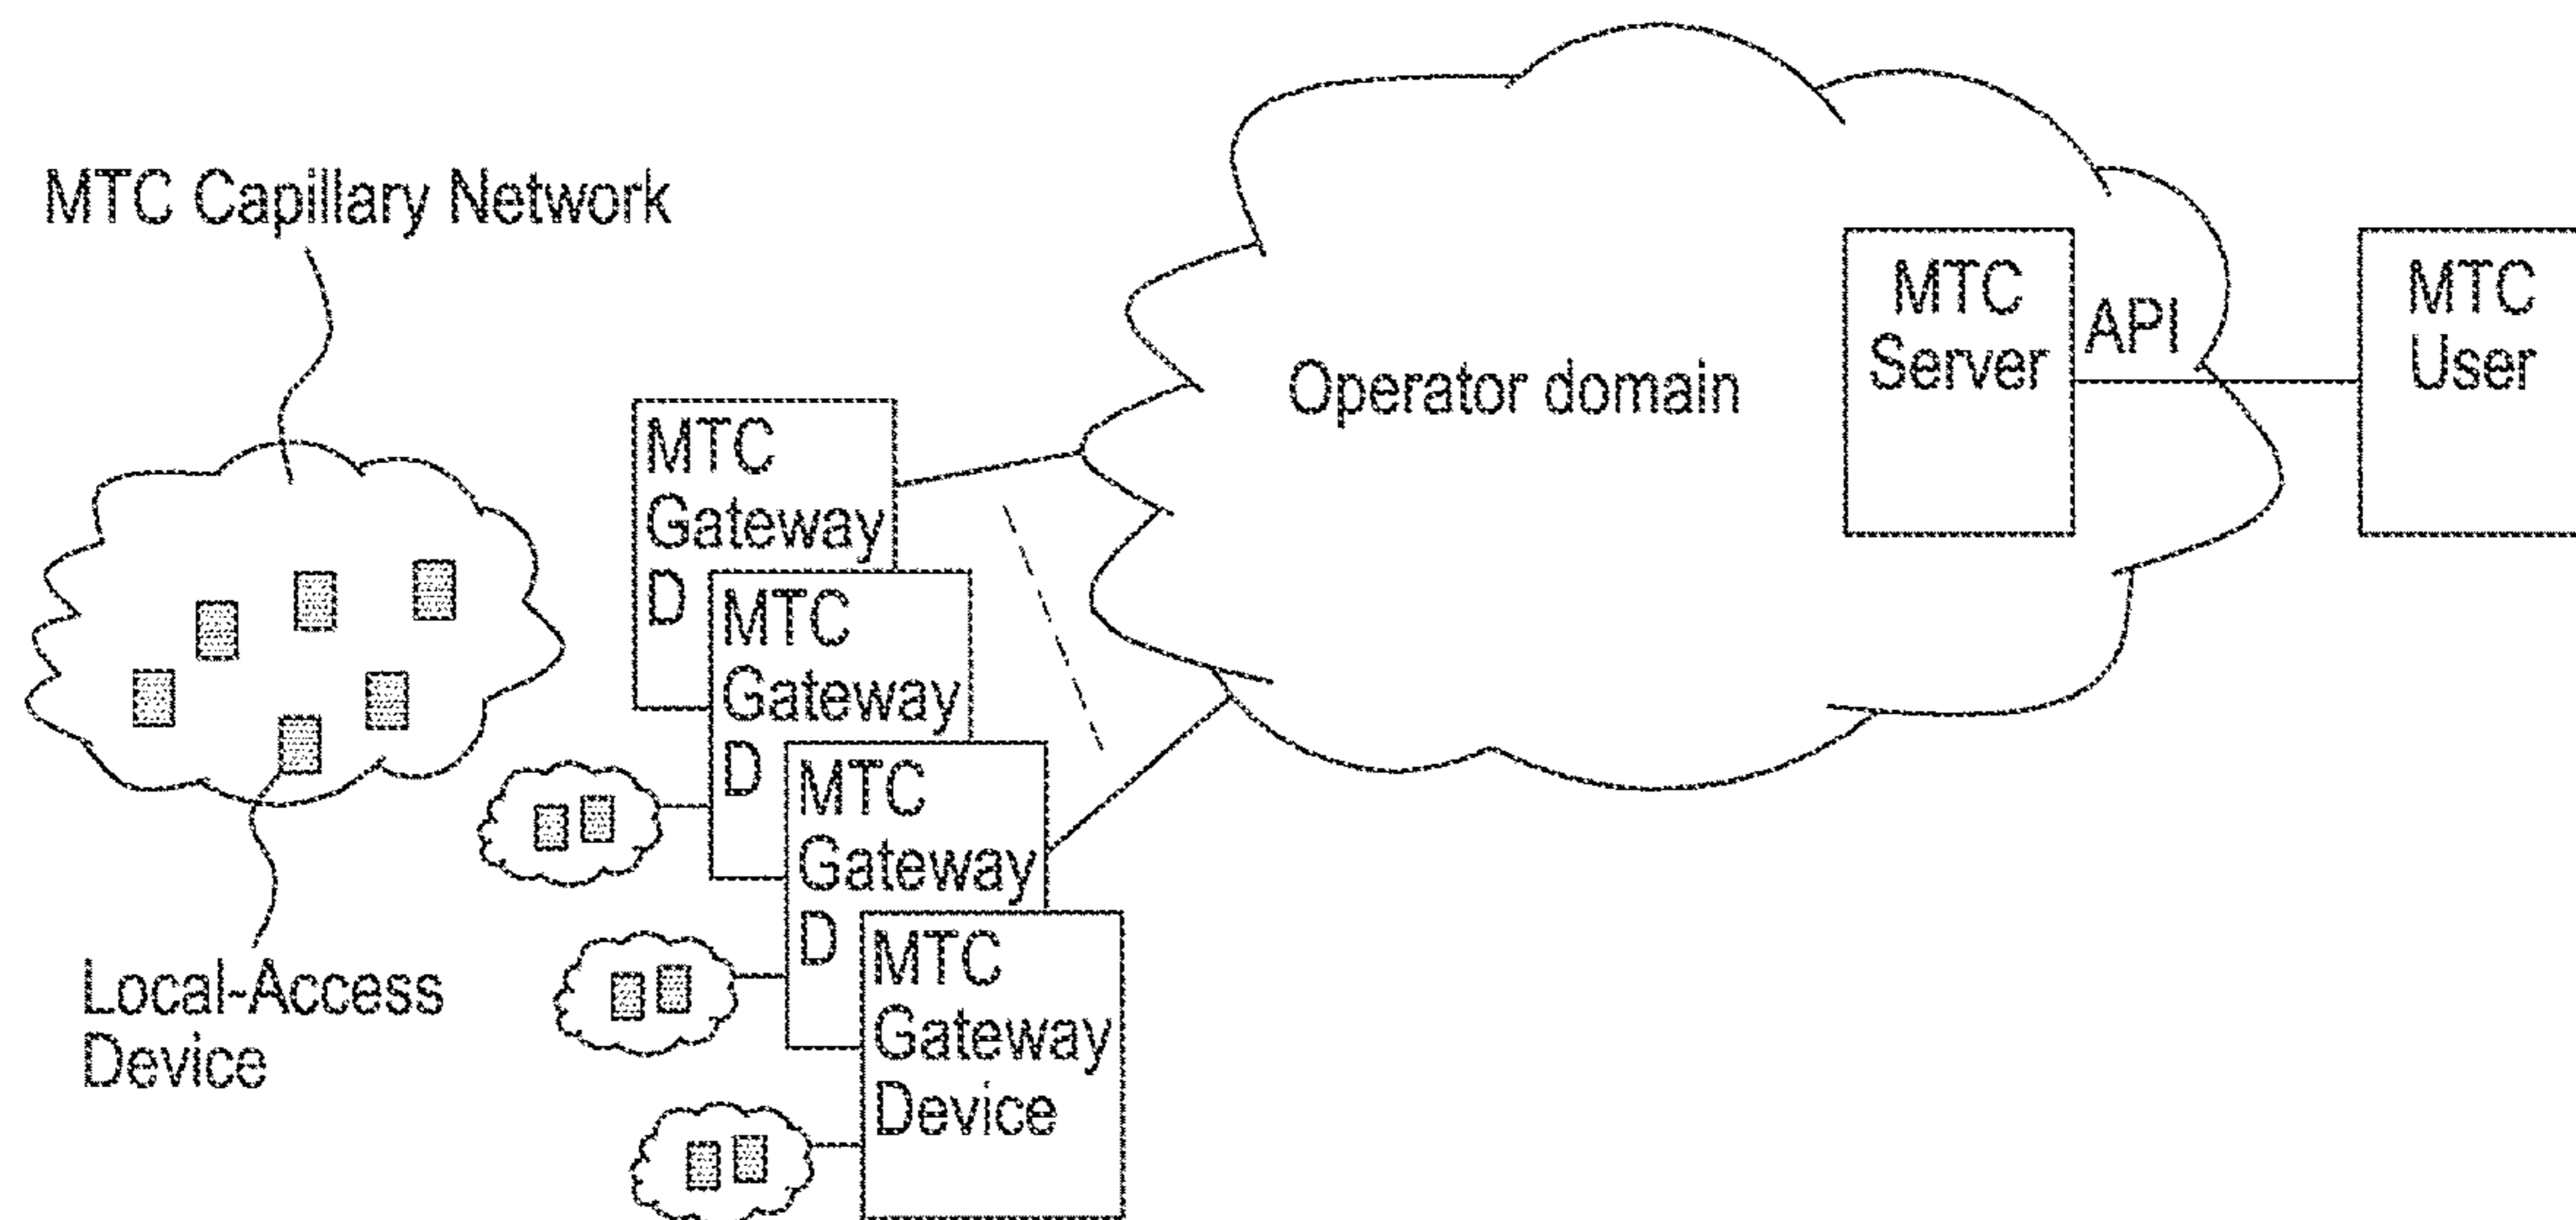 MTC Capillary Network
Operator domain
MTC
Server
API
MTC
User
MTC
Gateway
D
MTC
Gateway
D
MTC
Gateway
D
MTC
Gateway
Device
Local-Access
Device